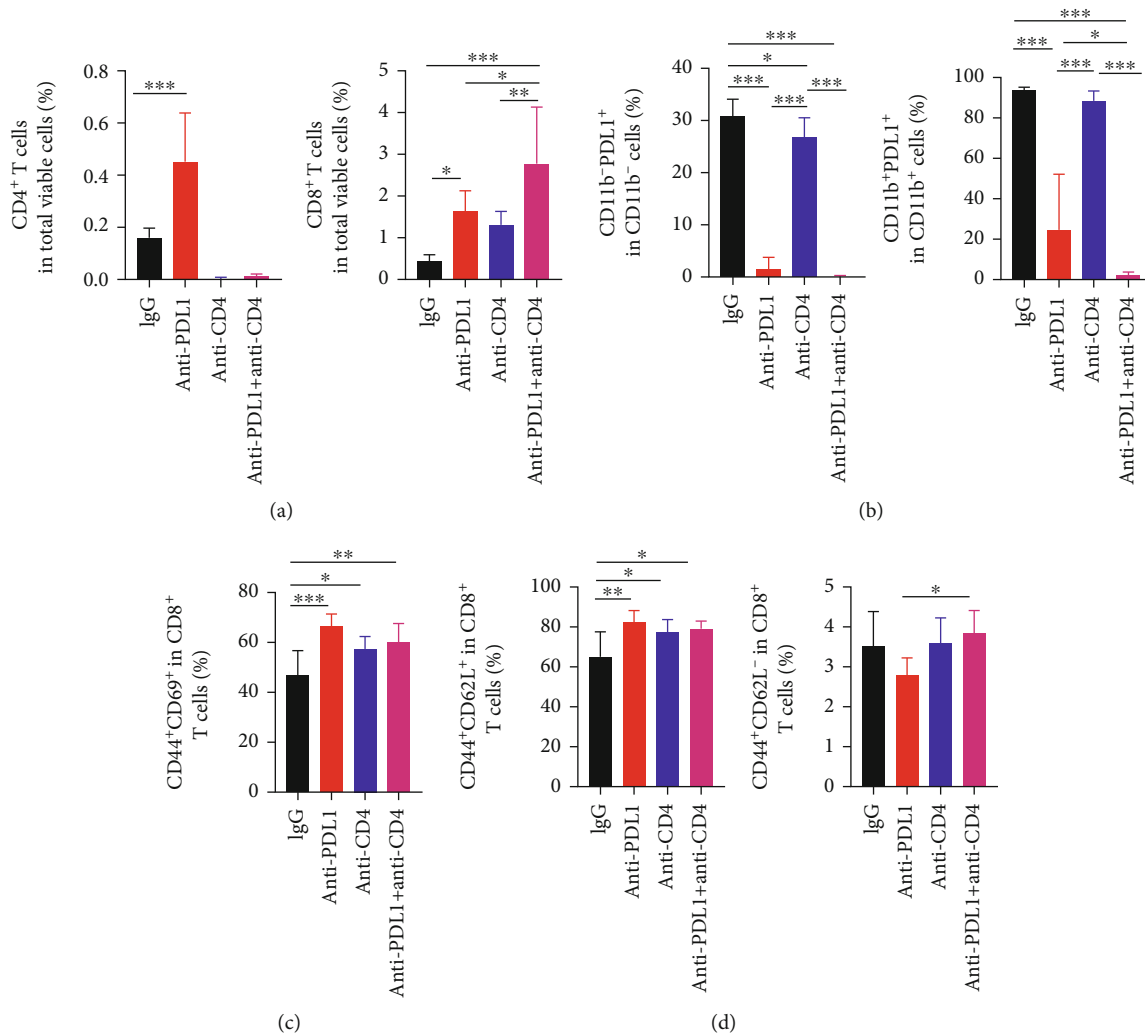 CD4+ T cells
in total viable cells (%)
0.8
0.6
0.4
0.2
0.0
***
IgG
Anti-PDL1
Anti-CD4
Anti-PDL1+anti-CD4
CD8+ T cells
in total viable cells (%)
5
4
3
2
1
0
***
*
**
*
IgG
Anti-PDL1
Anti-CD4
Anti-PDL1+anti-CD4
(a)
CD11b-PDL1+
in CD11b- cells (%)
40
30
20
10
0
***
*
***
***
***
IgG
Anti-PDL1
Anti-CD4
Anti-PDL1+anti-CD4
CD11b+PDL1+
in CD11b+ cells (%)
100
80
60
40
20
0
***
***
*
***
***
IgG
Anti-PDL1
Anti-CD4
Anti-PDL1+anti-CD4
(b)
CD44+CD69+ in CD8+
T cells (%)
80
60
40
20
0
**
*
***
IgG
Anti-PDL1
Anti-CD4
Anti-PDL1+anti-CD4
(c)
CD44+CD62L+ in CD8+
T cells (%)
100
80
60
40
20
0
*
*
**
IgG
Anti-PDL1
Anti-CD4
Anti-PDL1+anti-CD4
CD44+CD62L- in CD8+
T cells (%)
5
4
3
2
1
0
*
IgG
Anti-PDL1
Anti-CD4
Anti-PDL1+anti-CD4
(d)